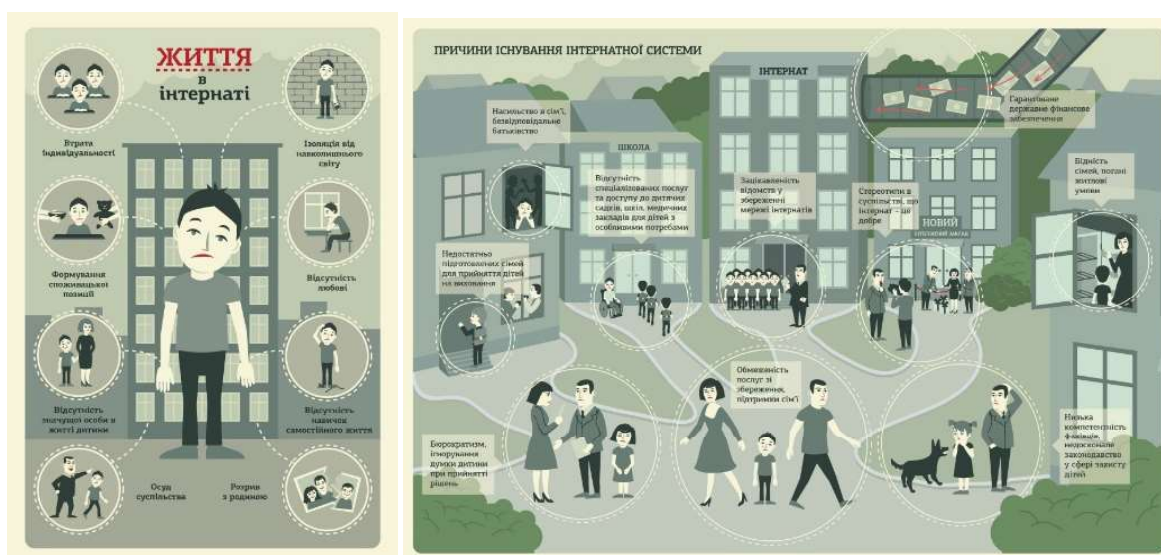 ЖИТТЯ
в
інтернаті
Втрата
індивідуальності
Ізоляція від
навколишнього
світу
Формування
споживацької
позиції
Відсутність
любові
Відсутність
значущої особи в
житті дитини
Відсутність
навичок
самостійного життя
Осуд
суспільства
Розрив
з родиною
ПРИЧИНИ ІСНУВАННЯ ІНТЕРНАТНОЇ СИСТЕМИ
Насильство в сім'ї,
безвідповідальне
батьківство
ШКОЛА
Відсутність
спеціалізованих послуг
та доступу до дитячих
садків, шкіл, медичних
закладів для дітей з
особливими потребами
ІНТЕРНАТ
Зацікавленість
відомств у
збереженні
мережі інтернатів
Гарантоване
державне фінансове
забезпечення
Стереотипи в
суспільстві, що
інтернат – це
добре
НОВИЙ
Бідність
сімей, погані
житлові
умови
Недостатньо
підготовлених сімей
для прийняття дітей
на виховання
Бюрократизм,
ігнорування
думки дитини
при прийнятті
рішень
Обмеженість
послуг зі
збереження,
підтримки сім'ї
Низька
компетентність
фахівців,
недосконале
законодавство
у сфері захисту
дітей